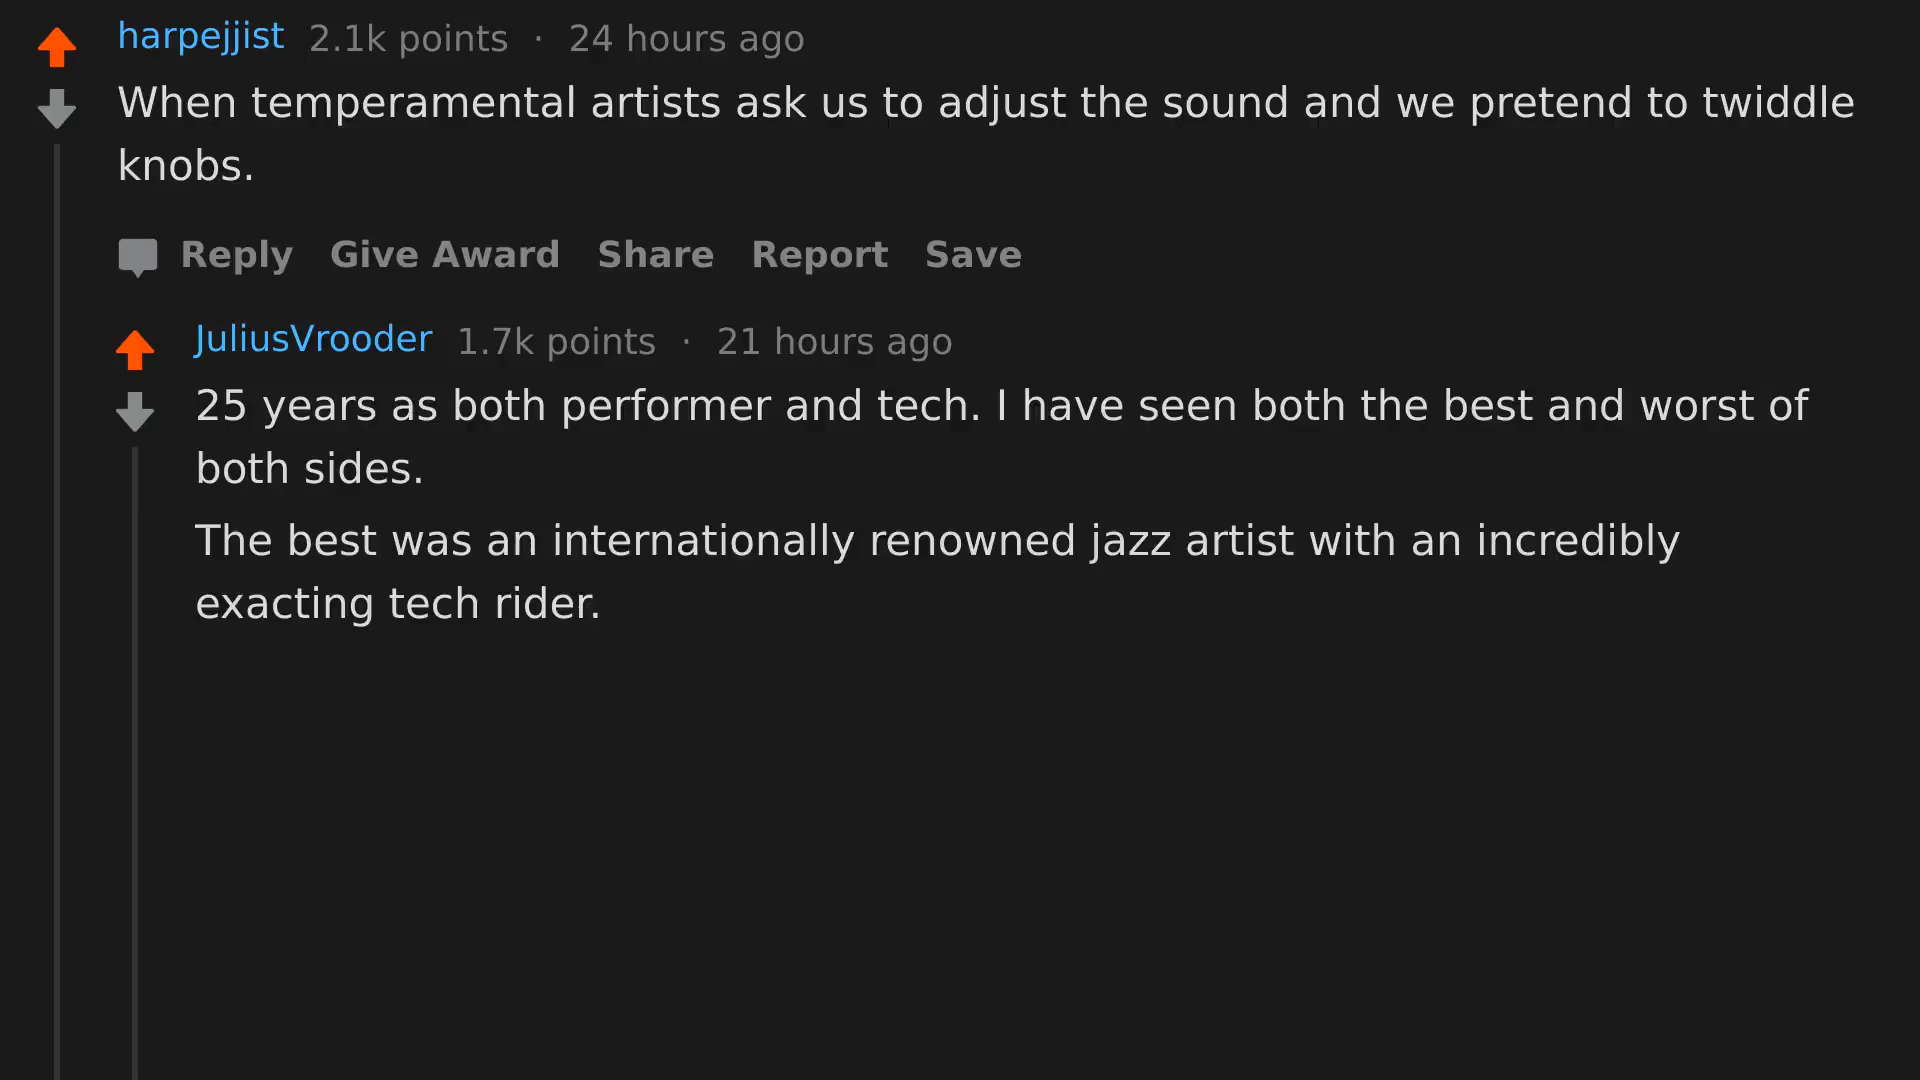 harpejjist 2.1k points · 24 hours ago
When temperamental artists ask us to adjust the sound and we pretend to twiddle
knobs.
Reply Give Award Share Report Save
JuliusVrooder 1.7k points · 21 hours ago
25 years as both performer and tech. I have seen both the best and worst of
both sides.
The best was an internationally renowned jazz artist with an incredibly
exacting tech rider.